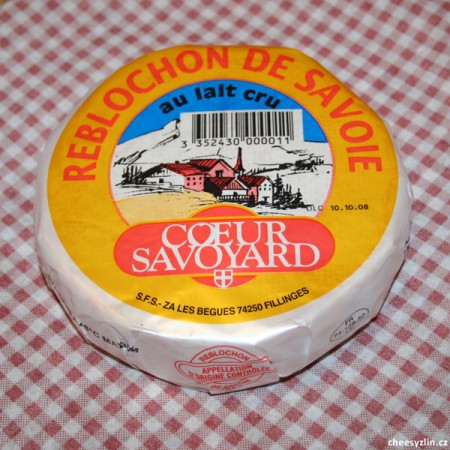 REBLOCHON DE SAVOIE
au lait cru
3 352430 000011
DLC 10.10.08
CŒUR
SAVOYARD
S.F.S.- ZA LES BEGUES 74250 FILLINGES
REBLOCHON
APPELLATION
D'ORIGINE CONTRÔLÉE
cheesyzlin.cz